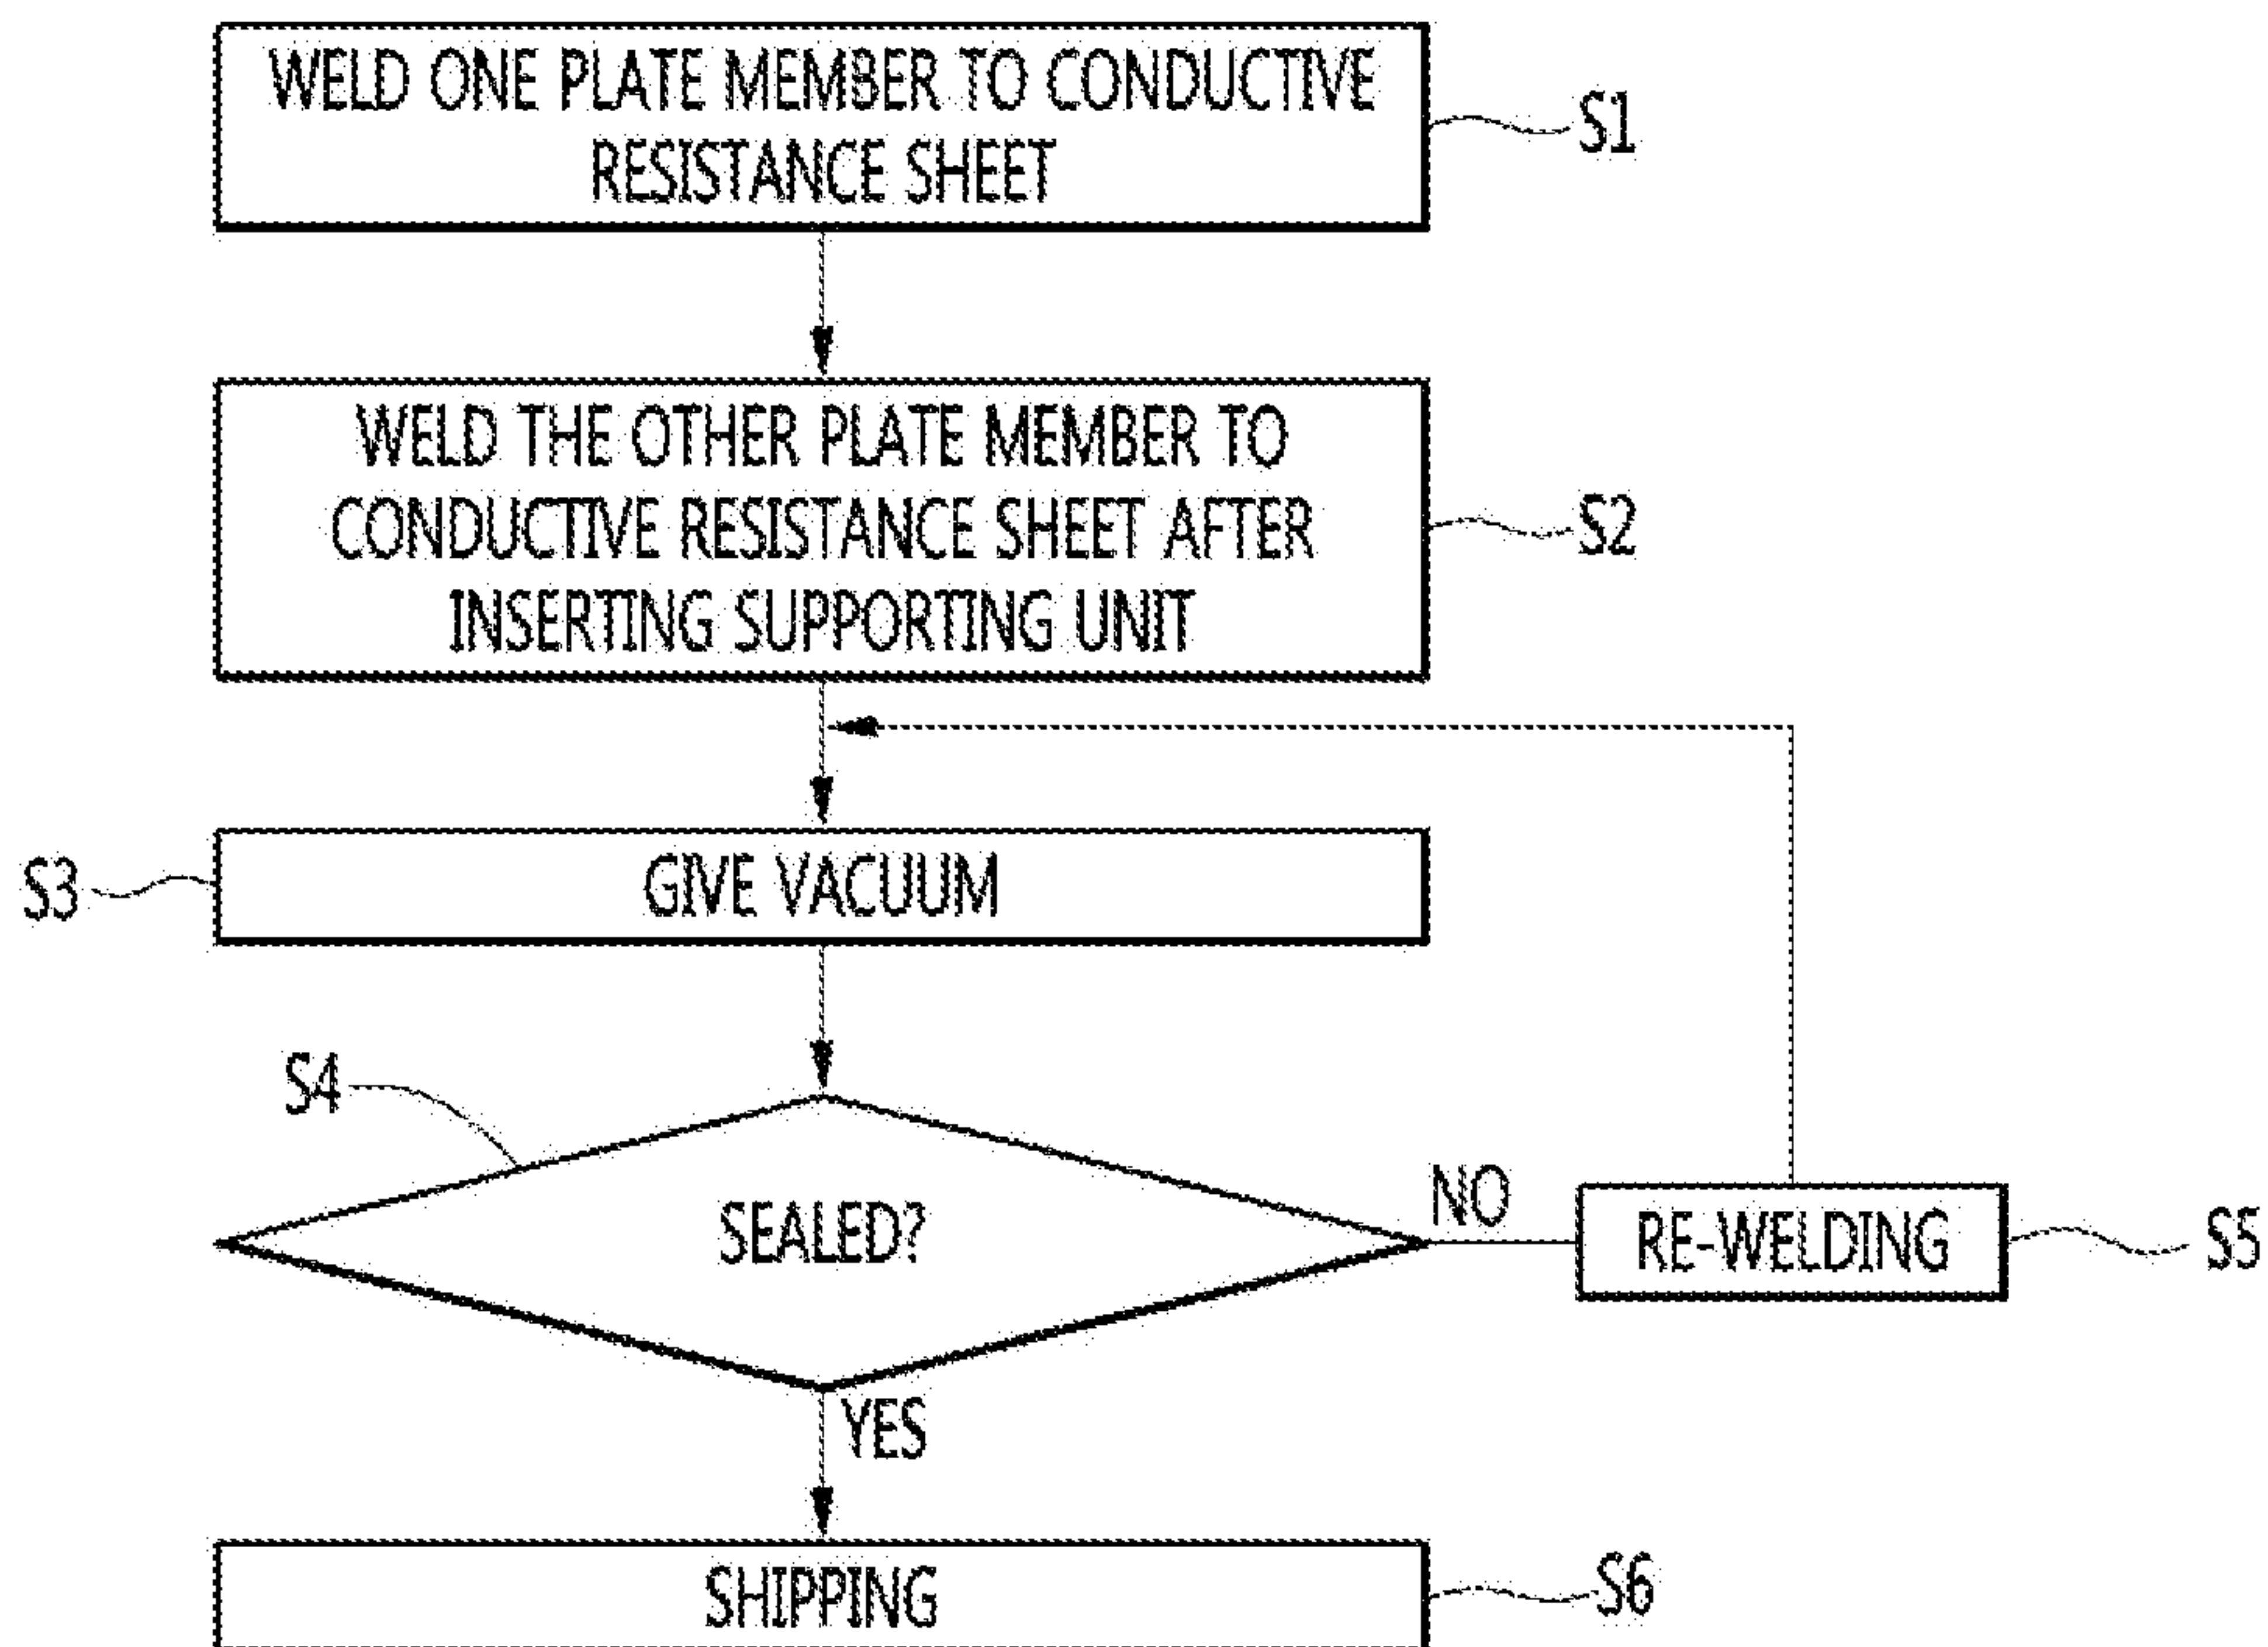 WELD ONE PLATE MEMBER TO CONDUCTIVE
RESISTANCE SHEET
S1
WELD THE OTHER PLATE MEMBER TO
CONDUCTIVE RESISTANCE SHEET AFTER
INSERTING SUPPORTING UNIT
S2
S3
GIVE VACUUM
S4
SEALED?
NO
RE-WELDING
S5
YES
SHIPPING
S6